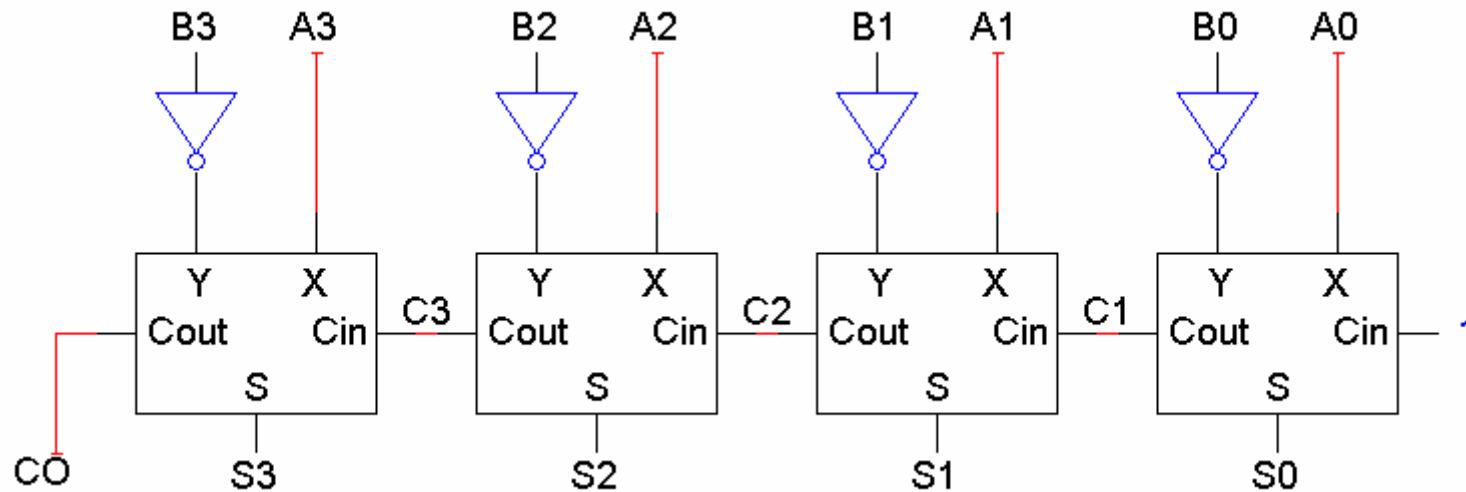 B3 A3 B2 A2 B1 A1 B0 A0
Y X Y X Y X Y X
C3 C2 C1
Cout Cin Cout Cin Cout Cin Cout Cin
S S S S
CO S3 S2 S1 S0